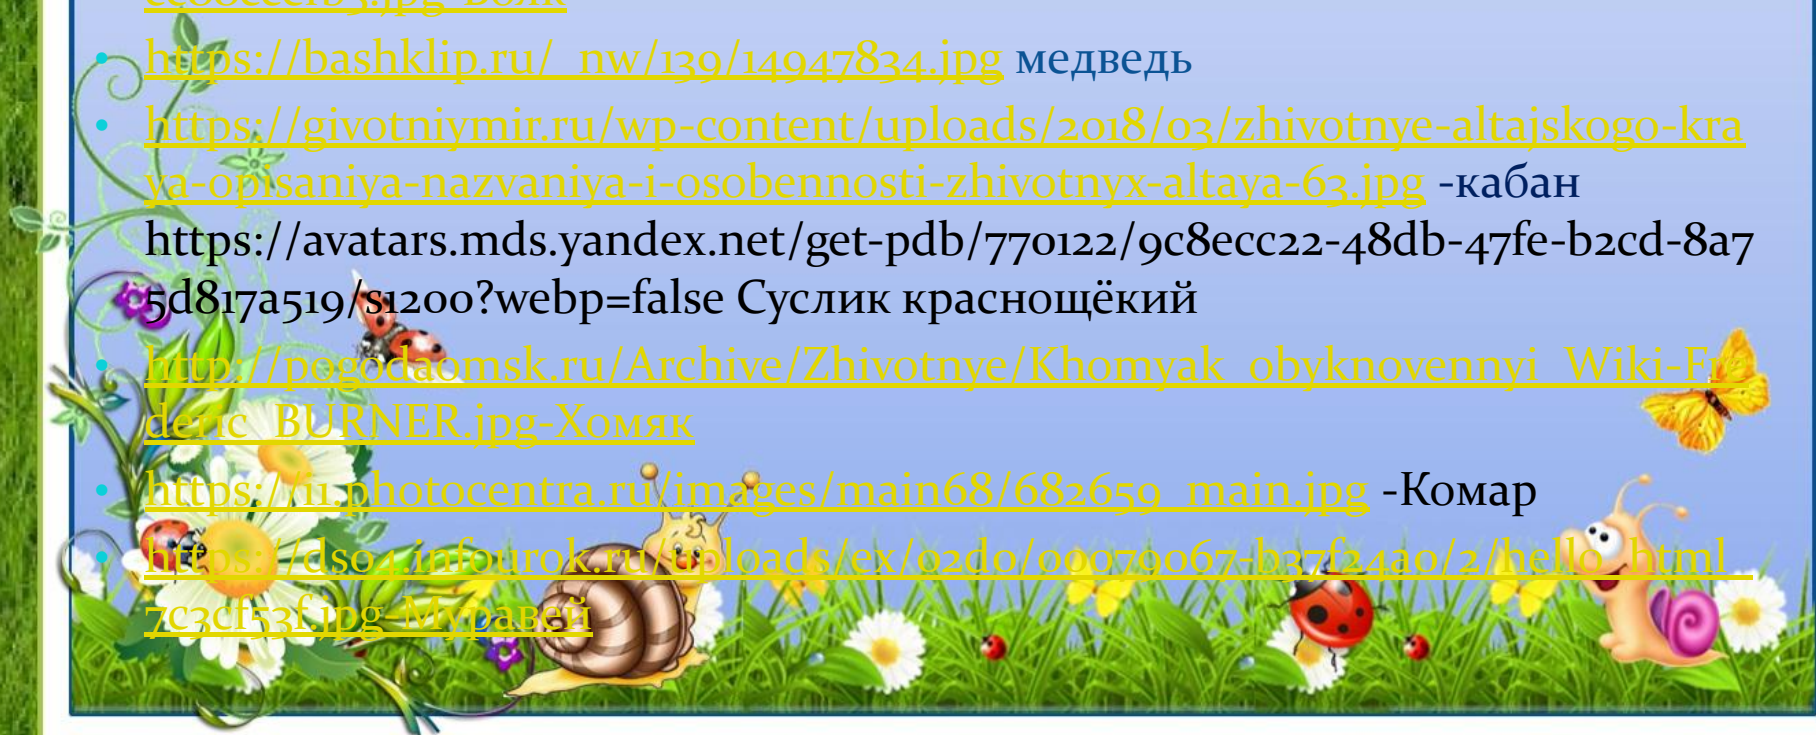 https://bashklip.ru/_nw/139/14947834.jpg медведь
https://givotniymir.ru/wp-content/uploads/2018/03/zhivotnye-altajskogo-kra
ya-opisaniya-nazvaniya-i-osobennosti-zhivotnyx-altaya-63.jpg -кабан
https://avatars.mds.yandex.net/get-pdb/770122/9c8ecc22-48db-47fe-b2cd-8a7
5d817a519/s1200?webp=false Суслик краснощёкий
http://pogodaomsk.ru/Archive/Zhivotnye/Khomyak_obyknovennyi_Wiki-Fre
deric_BURNER.jpg-Хомяк
https://i1.photocentra.ru/images/main68/682659_main.jpg -Комар
https://ds04.infourok.ru/uploads/ex/02d0/00079067-b37f24a0/2/hello_html_
7c3cf53f.jpg-Муравей